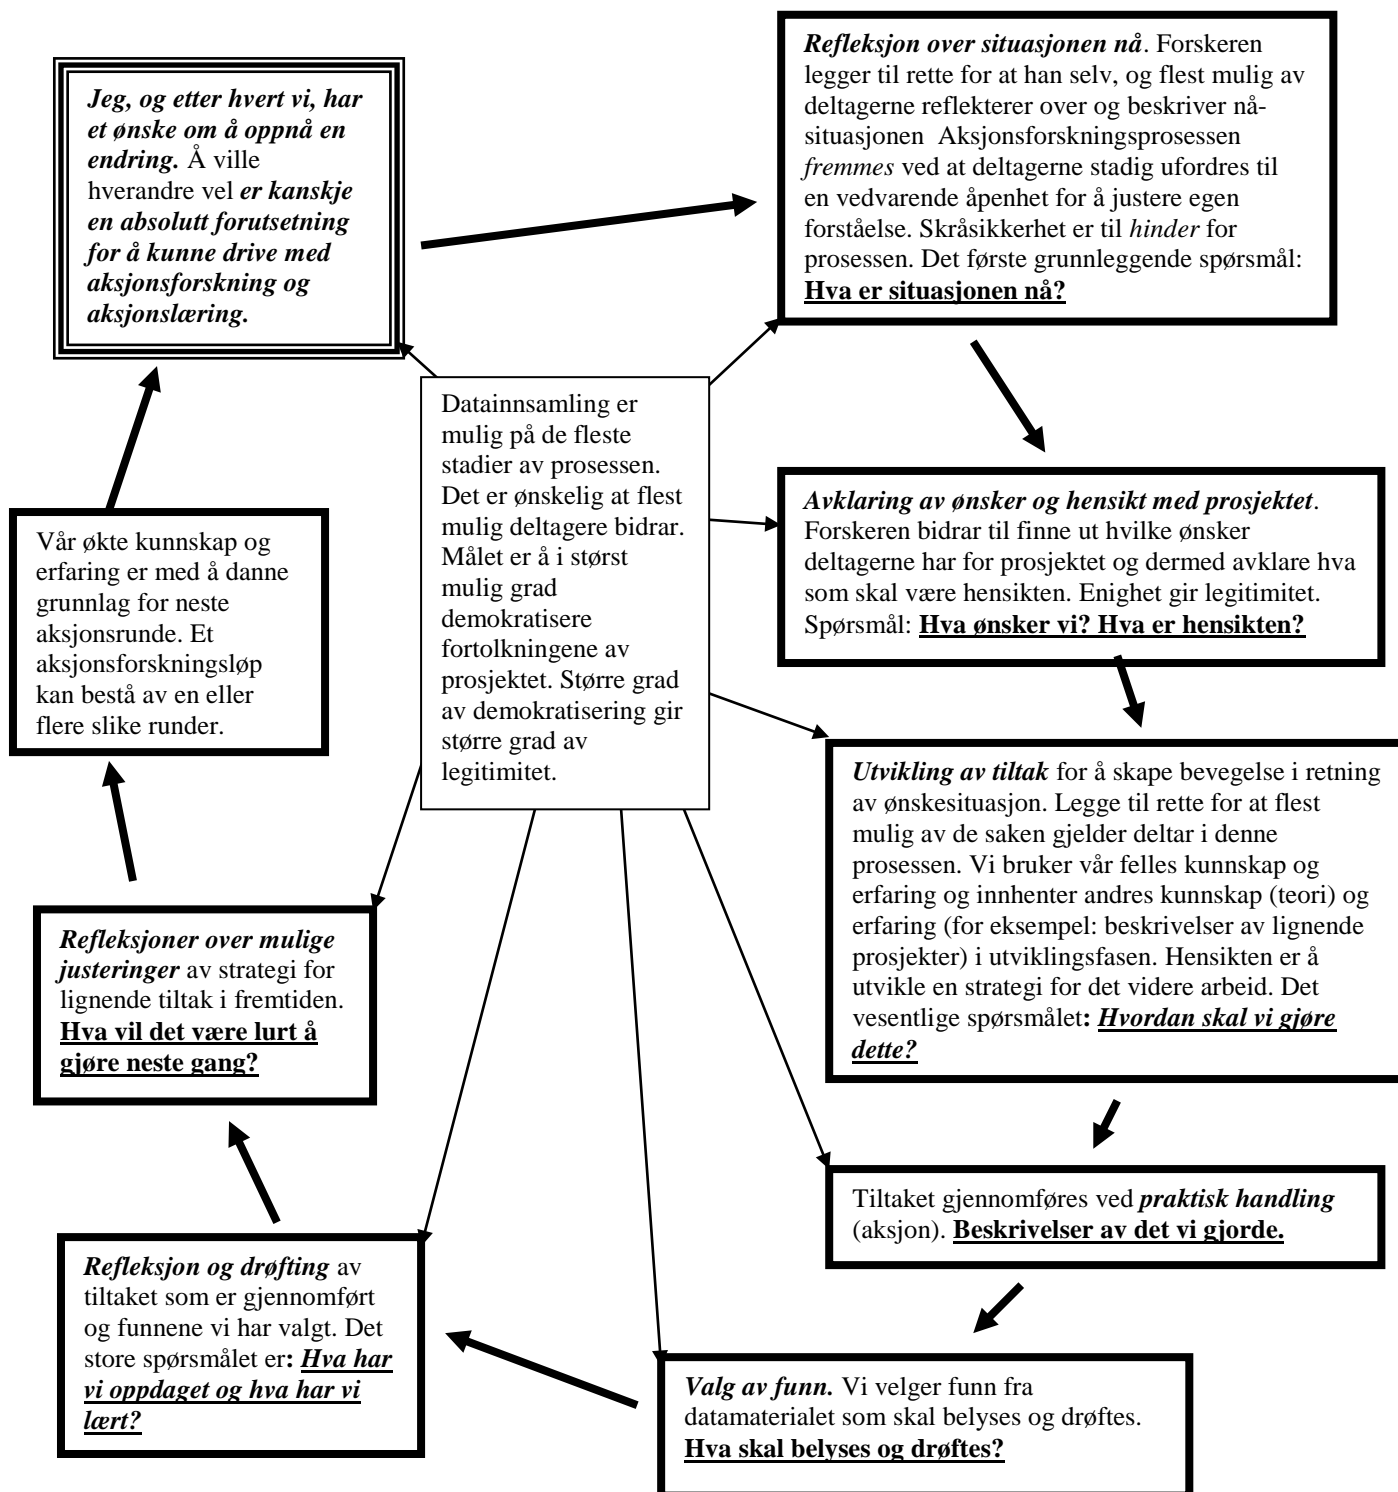 Jeg, og etter hvert vi, har
et ønske om å oppnå en
endring. Å ville
hverandre vel er kanskje
en absolutt forutsetning
for å kunne drive med
aksjonsforskning og
aksjonslæring.
Refleksjon over situasjonen nå. Forskeren
legger til rette for at han selv, og flest mulig av
deltagerne reflekterer over og beskriver nå-
situasjonen Aksjonsforskningsprosessen
fremmes ved at deltagerne stadig ufordres til
en vedvarende åpenhet for å justere egen
forståelse. Skråsikkerhet er til hinder for
prosessen. Det første grunnleggende spørsmål:
Hva er situasjonen nå?
Datainnsamling er
mulig på de fleste
stadier av prosessen.
Det er ønskelig at flest
mulig deltagere bidrar.
Målet er å i størst
mulig grad
demokratisere
fortolkningene av
prosjektet. Større grad
av demokratisering gir
større grad av
legitimitet.
Avklaring av ønsker og hensikt med prosjektet.
Forskeren bidrar til finne ut hvilke ønsker
deltagerne har for prosjektet og dermed avklare hva
som skal være hensikten. Enighet gir legitimitet.
Spørsmål: Hva ønsker vi? Hva er hensikten?
Utvikling av tiltak for å skape bevegelse i retning
av ønskesituasjon. Legge til rette for at flest
mulig av de saken gjelder deltar i denne
prosessen. Vi bruker vår felles kunnskap og
erfaring og innhenter andres kunnskap (teori) og
erfaring (for eksempel: beskrivelser av lignende
prosjekter) i utviklingsfasen. Hensikten er å
utvikle en strategi for det videre arbeid. Det
vesentlige spørsmålet: Hvordan skal vi gjøre
dette?
Tiltaket gjennomføres ved praktisk handling
(aksjon). Beskrivelser av det vi gjorde.
Valg av funn. Vi velger funn fra
datamaterialet som skal belyses og drøftes.
Hva skal belyses og drøftes?
Refleksjon og drøfting av
tiltaket som er gjennomført
og funnene vi har valgt. Det
store spørsmålet er: Hva har
vi oppdaget og hva har vi
lært?
Refleksjoner over mulige
justeringer av strategi for
lignende tiltak i fremtiden.
Hva vil det være lurt å
gjøre neste gang?
Vår økte kunnskap og
erfaring er med å danne
grunnlag for neste
aksjonsrunde. Et
aksjonsforskningsløp
kan bestå av en eller
flere slike runder.